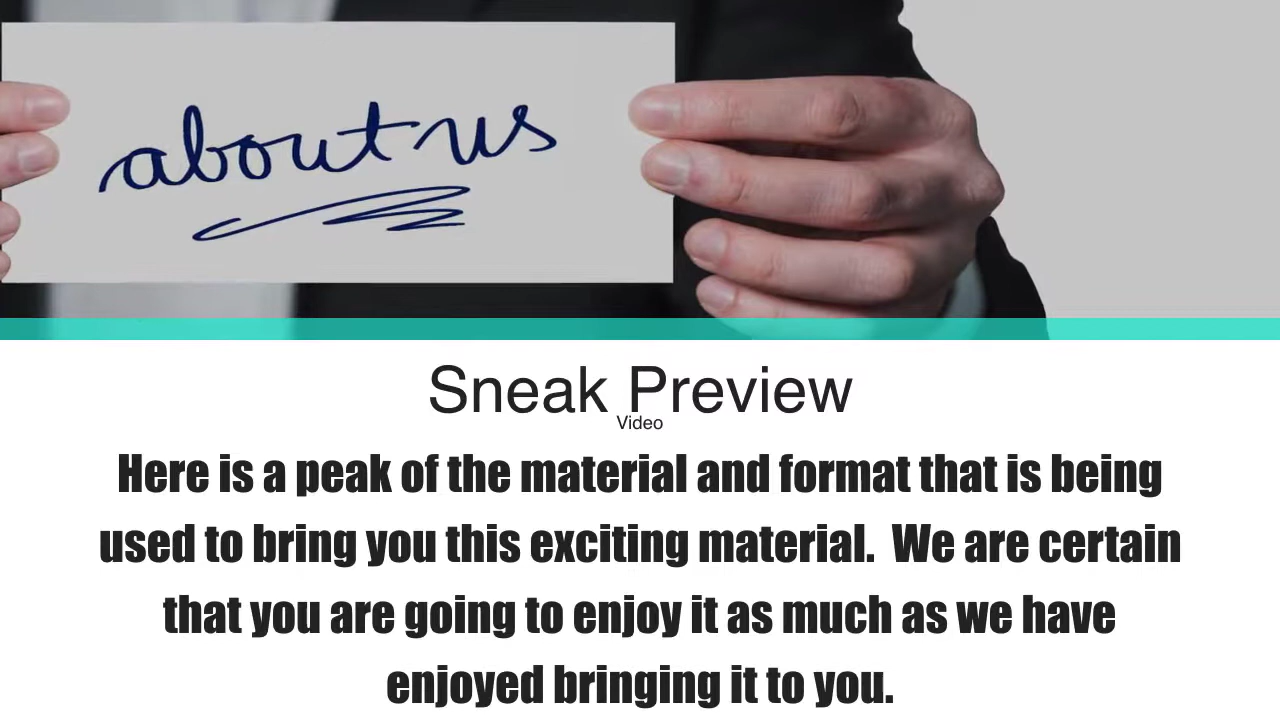 about us
Sneak Preview
Video
Here is a peak of the material and format that is being
used to bring you this exciting material.  We are certain
that you are going to enjoy it as much as we have
enjoyed bringing it to you.